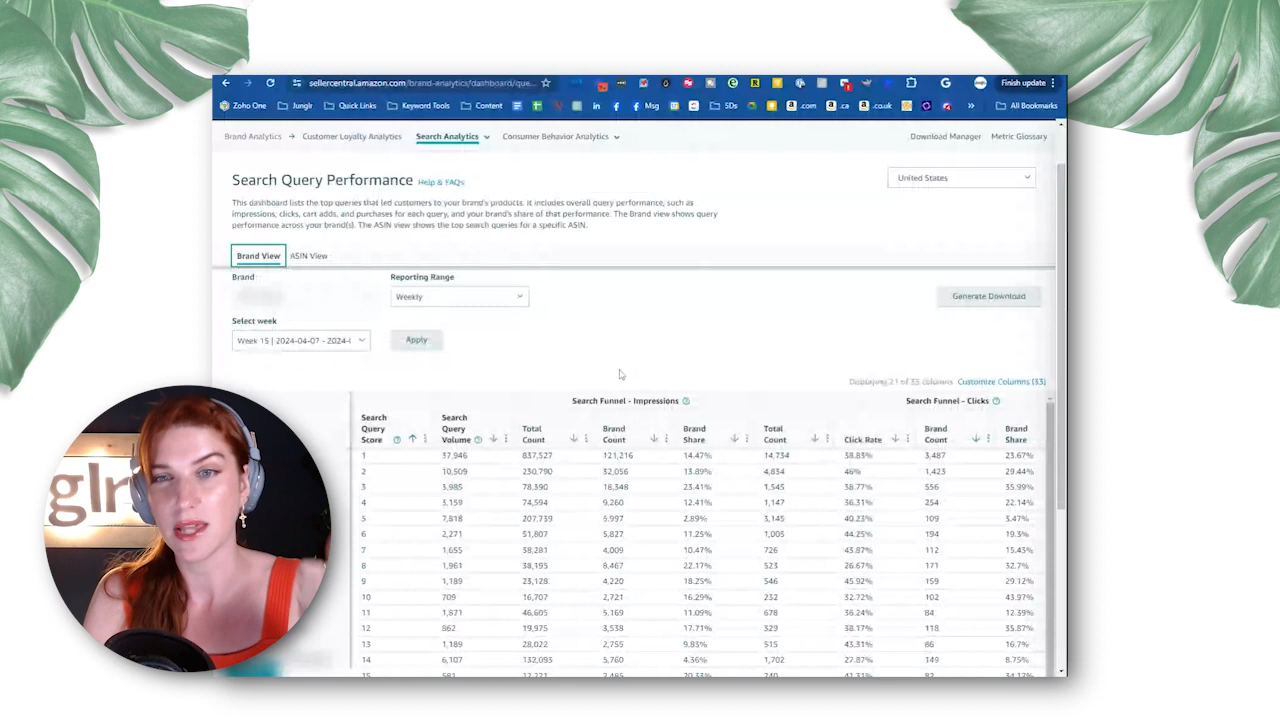 sellercentral.amazon.com/brand-analytics/dashboard/que...
Finish update
Zoho One Junglr Quick Links Keyword Tools Content Msg SDs .com .ca .co.uk All Bookmarks
Brand Analytics Customer Loyalty Analytics Search Analytics Consumer Behavior Analytics Download Manager Metric Glossary
Search Query Performance Help & FAQs
United States
This dashboard lists the top queries that led customers to your brand's products. It includes overall query performance, such as
impressions, clicks, cart adds, and purchases for each query, and your brand's share of that performance. The Brand view shows query
performance across your brand(s). The ASIN view shows the top search queries for a specific ASIN.
Brand View ASIN View
Brand Reporting Range
Weekly Generate Download
Select week
Week 15 | 2024-04-07 - 2024-( Apply
Displaying 21 of 33 columns Customize Columns (33)
Search Funnel - Impressions Search Funnel - Clicks
Search Query Score Search Query Volume Total Count Brand Count Brand Share Total Count Click Rate Brand Count Brand Share
1 37,946 837,527 121,216 14.47% 14,734 38.83% 3,487 23.67%
2 10,509 230,790 32,056 13.89% 4,834 46% 1,423 29.44%
3 3,985 78,390 18,348 23.41% 1,545 38.77% 556 35.99%
4 3,159 74,594 9,260 12.41% 1,147 36.31% 254 22.14%
5 7,818 207,739 5,997 2.89% 3,145 40.23% 109 3.47%
6 2,271 51,807 5,827 11.25% 1,005 44.25% 194 19.3%
7 1,655 38,281 4,009 10.47% 726 43.87% 112 15.43%
8 1,961 38,195 8,467 22.17% 523 26.67% 171 32.7%
9 1,189 23,128 4,220 18.25% 546 45.92% 159 29.12%
10 709 16,707 2,721 16.29% 232 32.72% 102 43.97%
11 1,871 46,605 5,169 11.09% 678 36.24% 84 12.39%
12 862 19,975 3,538 17.71% 329 38.17% 118 35.87%
13 1,189 28,022 2,755 9.83% 515 43.31% 86 16.7%
14 6,107 132,093 5,760 4.36% 1,702 27.87% 149 8.75%
glr